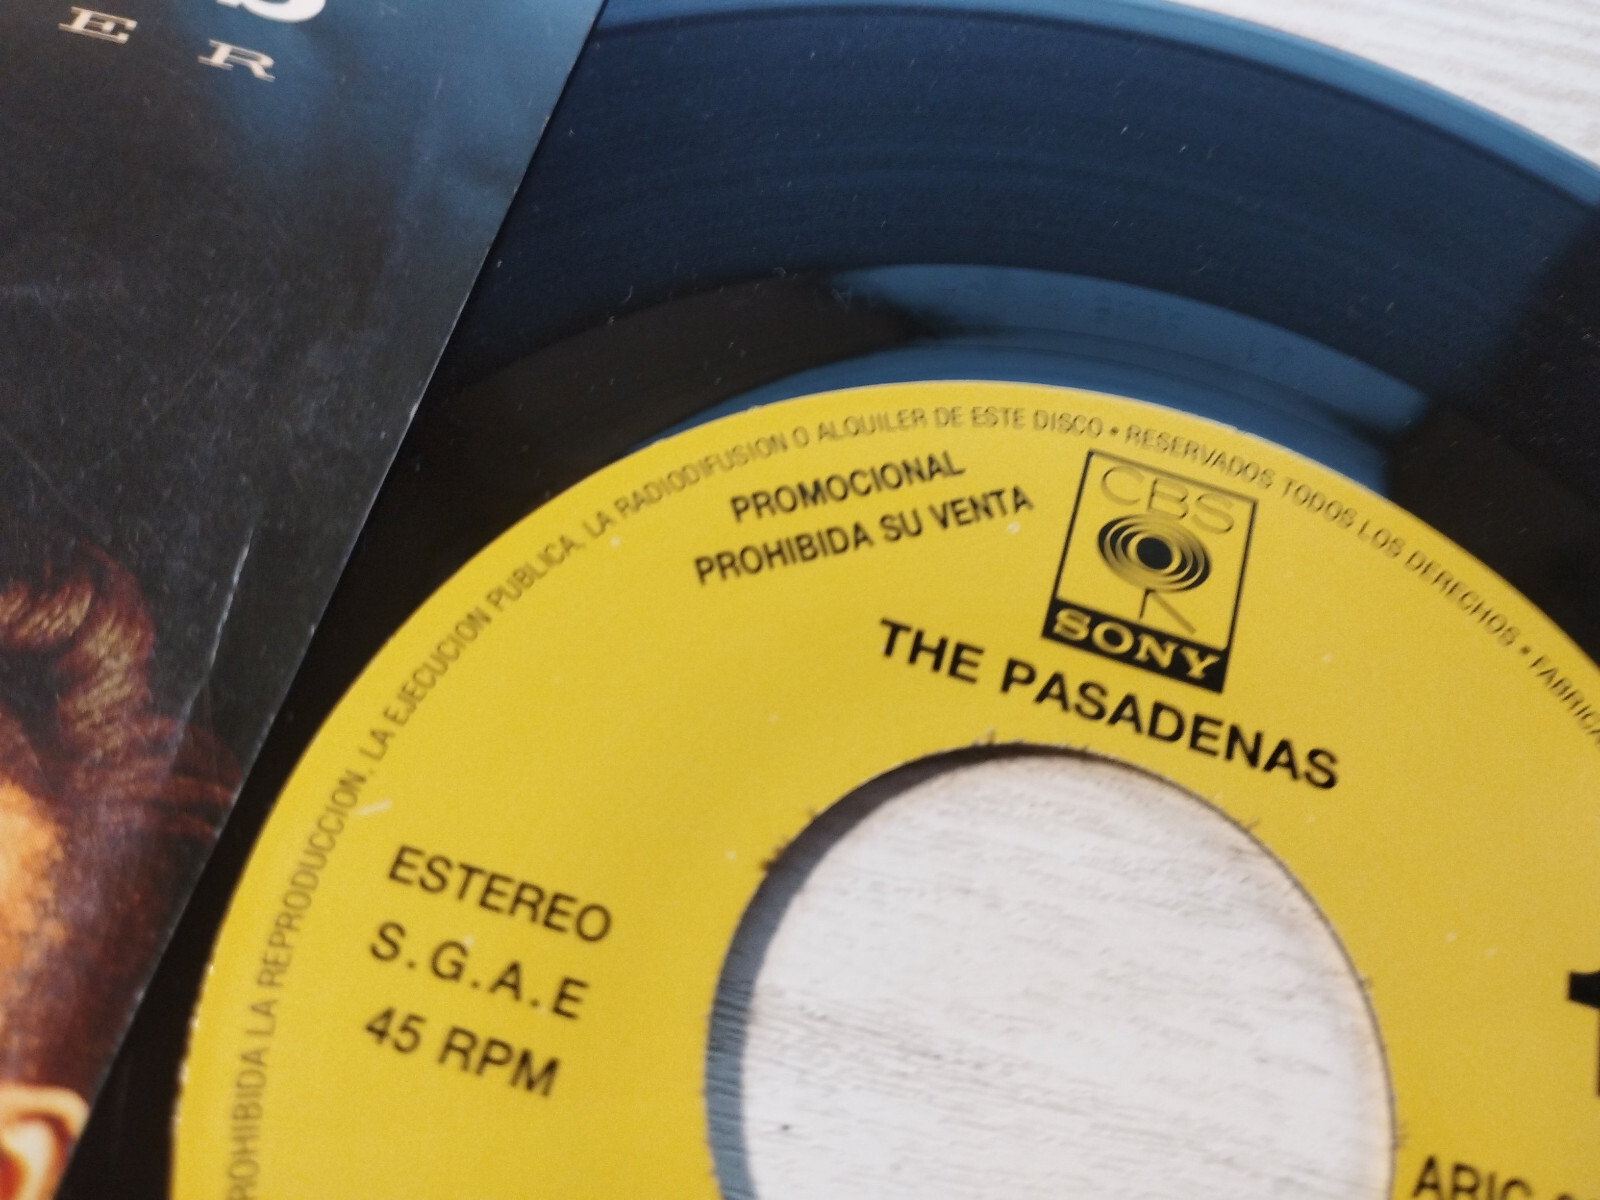 E R
PROHIBIDA LA REPRODUCCION. LA EJECUCION PUBLICA. LA RADIODIFUSION O ALQUILER DE ESTE DISCO • RESERVADOS TODOS LOS DERECHOS •
PROMOCIONAL
PROHIBIDA SU VENTA
CBS
SONY
THE PASADENAS
ESTEREO
S.G.A.E
45 RPM